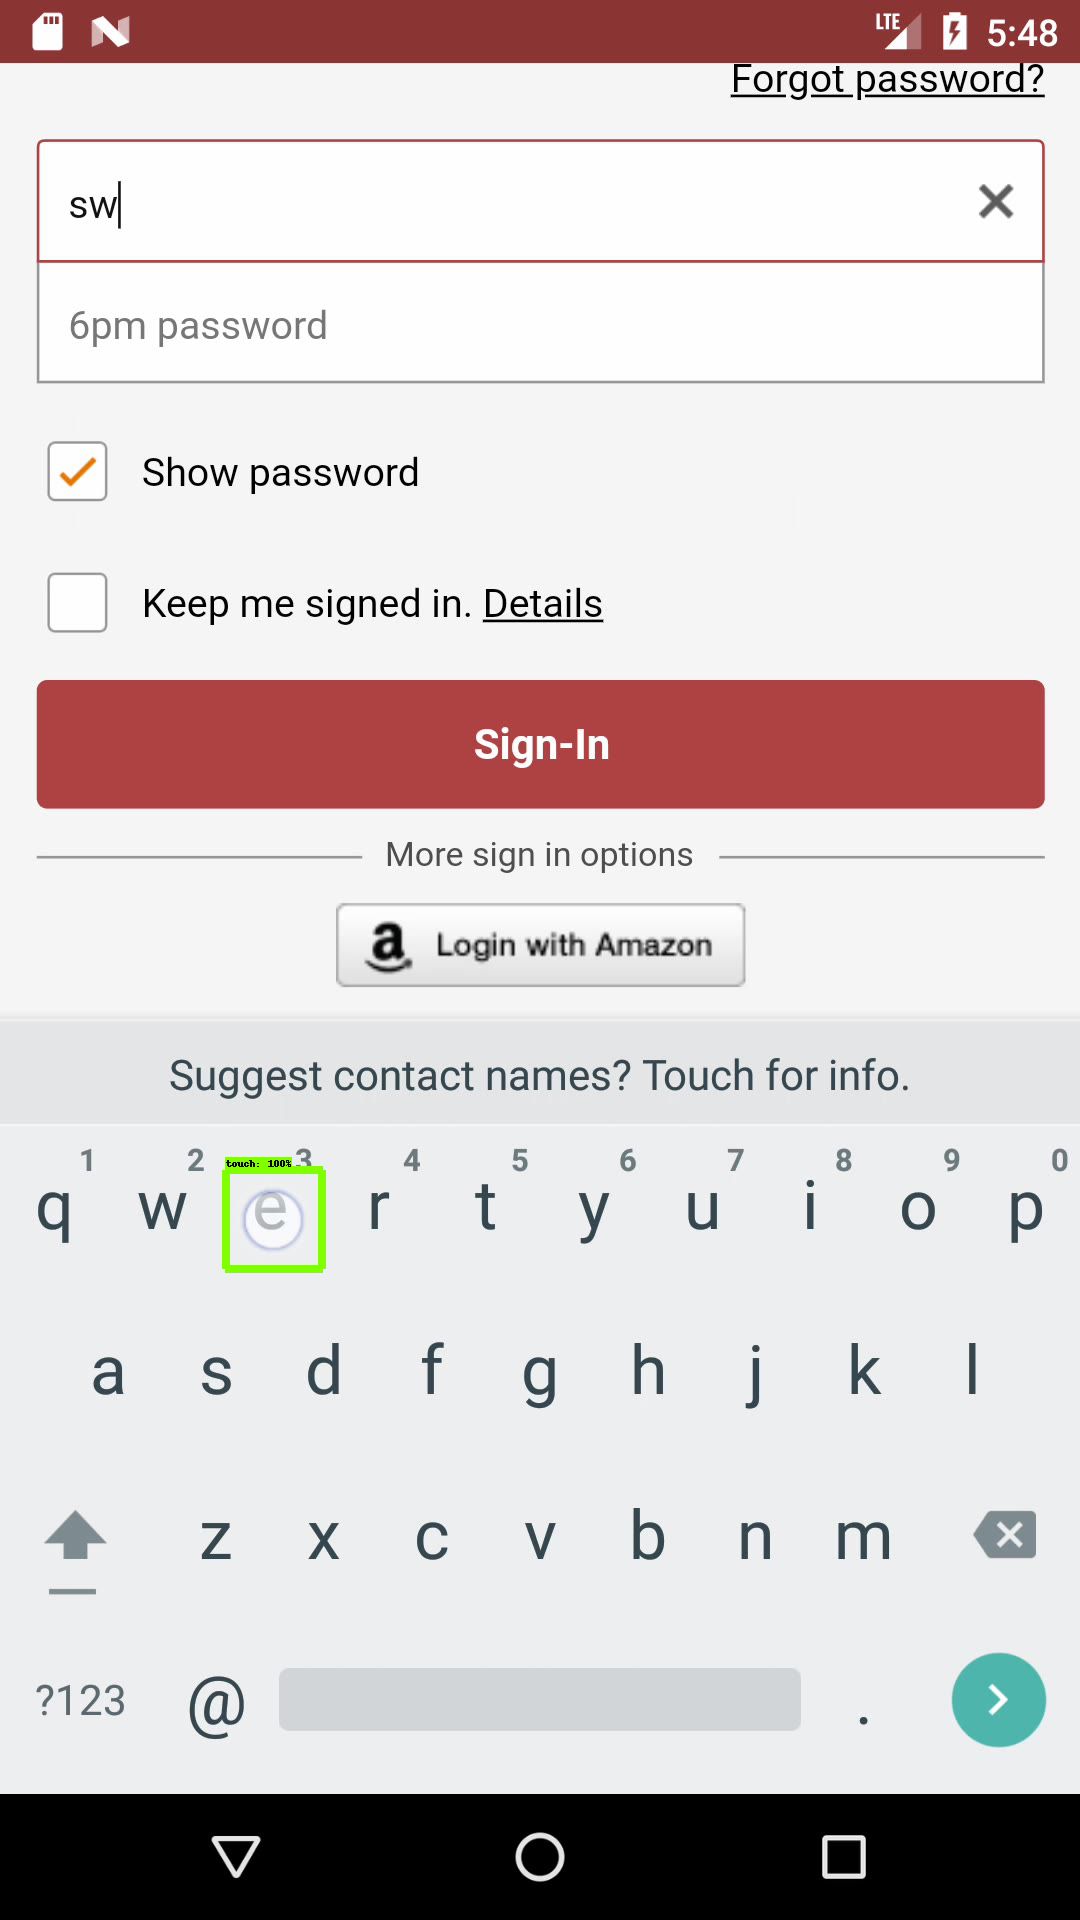 LTE 5:48
Forgot password?
sw
6pm password
Show password
Keep me signed in. Details
Sign-In
More sign in options
a Login with Amazon
Suggest contact names? Touch for info.
1 2 3 4 5 6 7 8 9 0
touch: 100%
q w e r t y u i o p
a s d f g h j k l
z x c v b n m
?123 @ .